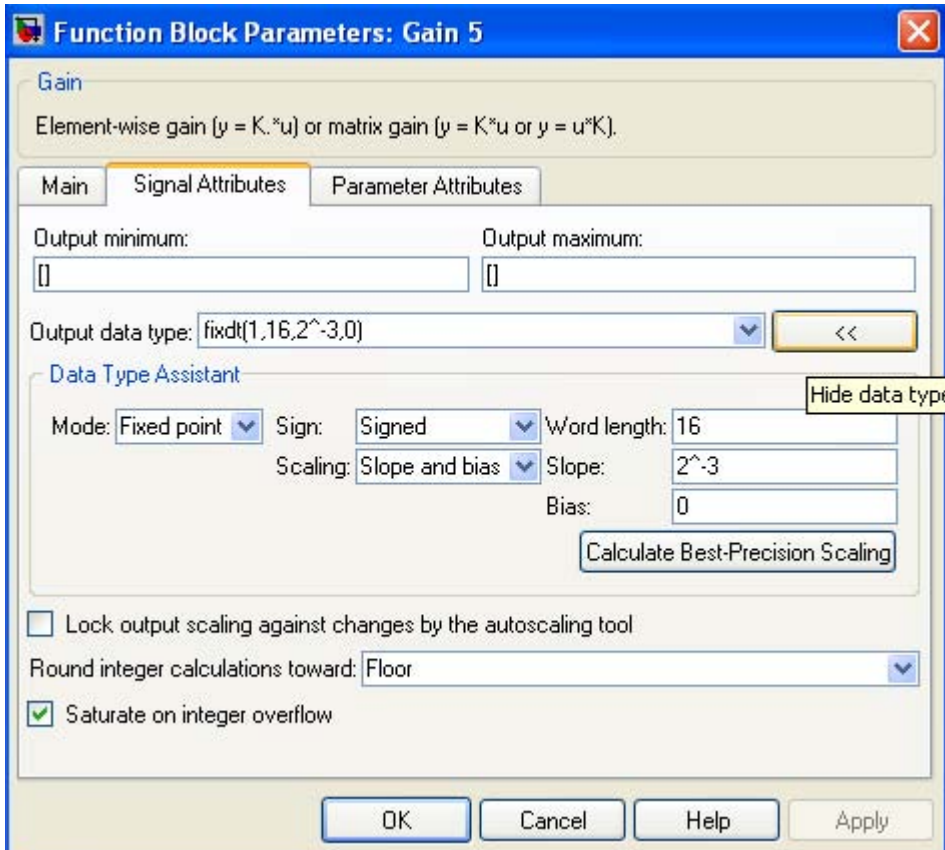 Function Block Parameters: Gain 5
Gain
Element-wise gain (y = K.*u) or matrix gain (y = K*u or y = u*K).
Main Signal Attributes Parameter Attributes
Output minimum: Output maximum:
[] []
Output data type: fixdt(1,16,2^-3,0) <<
Data Type Assistant
Hide data type
Mode: Fixed point Sign: Signed Word length: 16
Scaling: Slope and bias Slope: 2^-3
Bias: 0
Calculate Best-Precision Scaling
Lock output scaling against changes by the autoscaling tool
Round integer calculations toward: Floor
Saturate on integer overflow
OK Cancel Help Apply